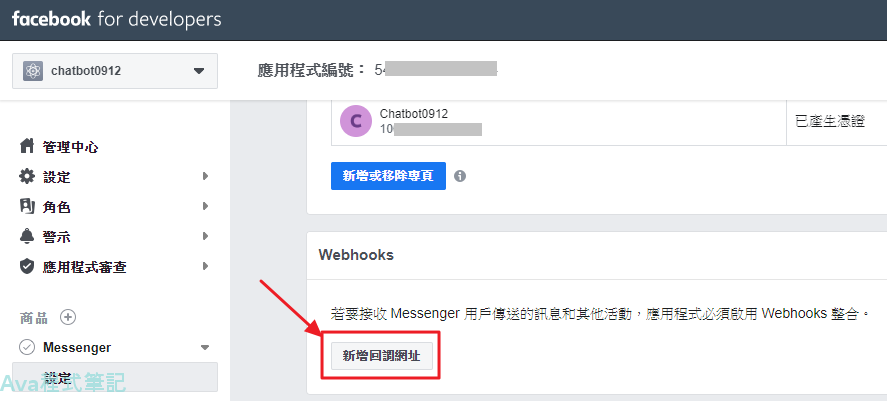 facebook for developers
chatbot0912
應用程式編號： 54
Chatbot0912
10
已產生憑證
管理中心
設定
新增或移除專頁
角色
警示
Webhooks
應用程式審查
若要接收 Messenger 用戶傳送的訊息和其他活動，應用程式必須啟用 Webhooks 整合。
商品
Messenger
新增回調網址
設定
Ava程式筆記